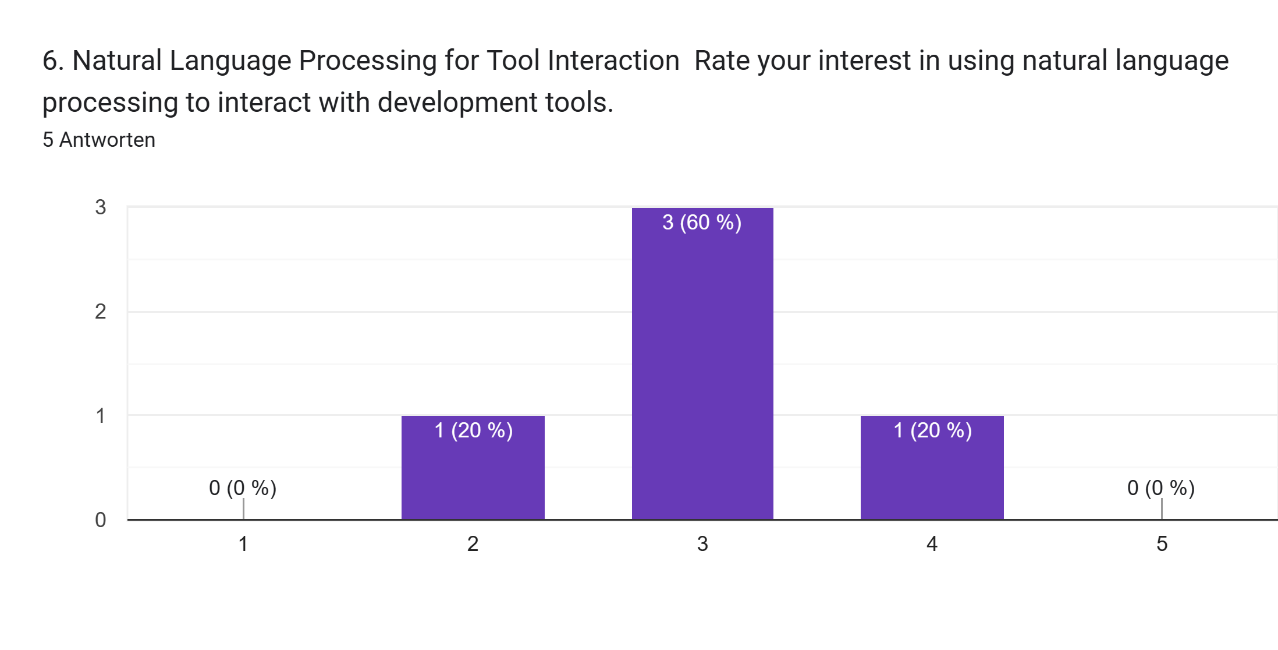 6. Natural Language Processing for Tool Interaction  Rate your interest in using natural language
processing to interact with development tools.
5 Antworten
3
3 (60 %)
2
1
1 (20 %)
1 (20 %)
0 (0 %)
0 (0 %)
0
1
2
3
4
5